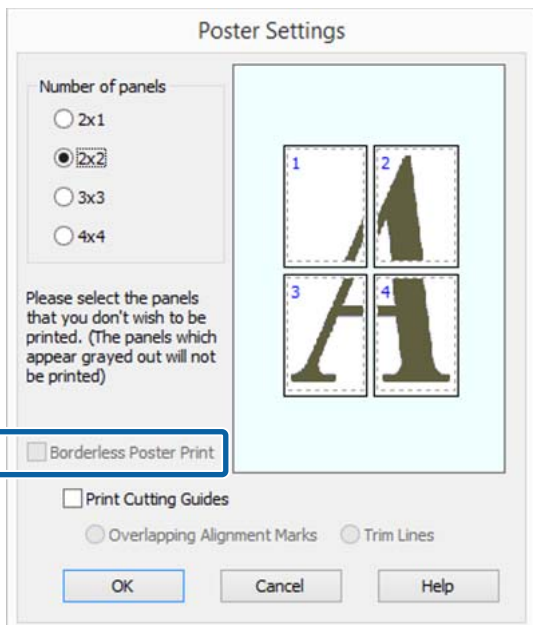 Poster Settings
Number of panels
2x1
2x2
3x3
4x4
1
2
3
4
Please select the panels
that you don't wish to be
printed. (The panels which
appear grayed out will not
be printed)
Borderless Poster Print
Print Cutting Guides
Overlapping Alignment Marks Trim Lines
OK Cancel Help